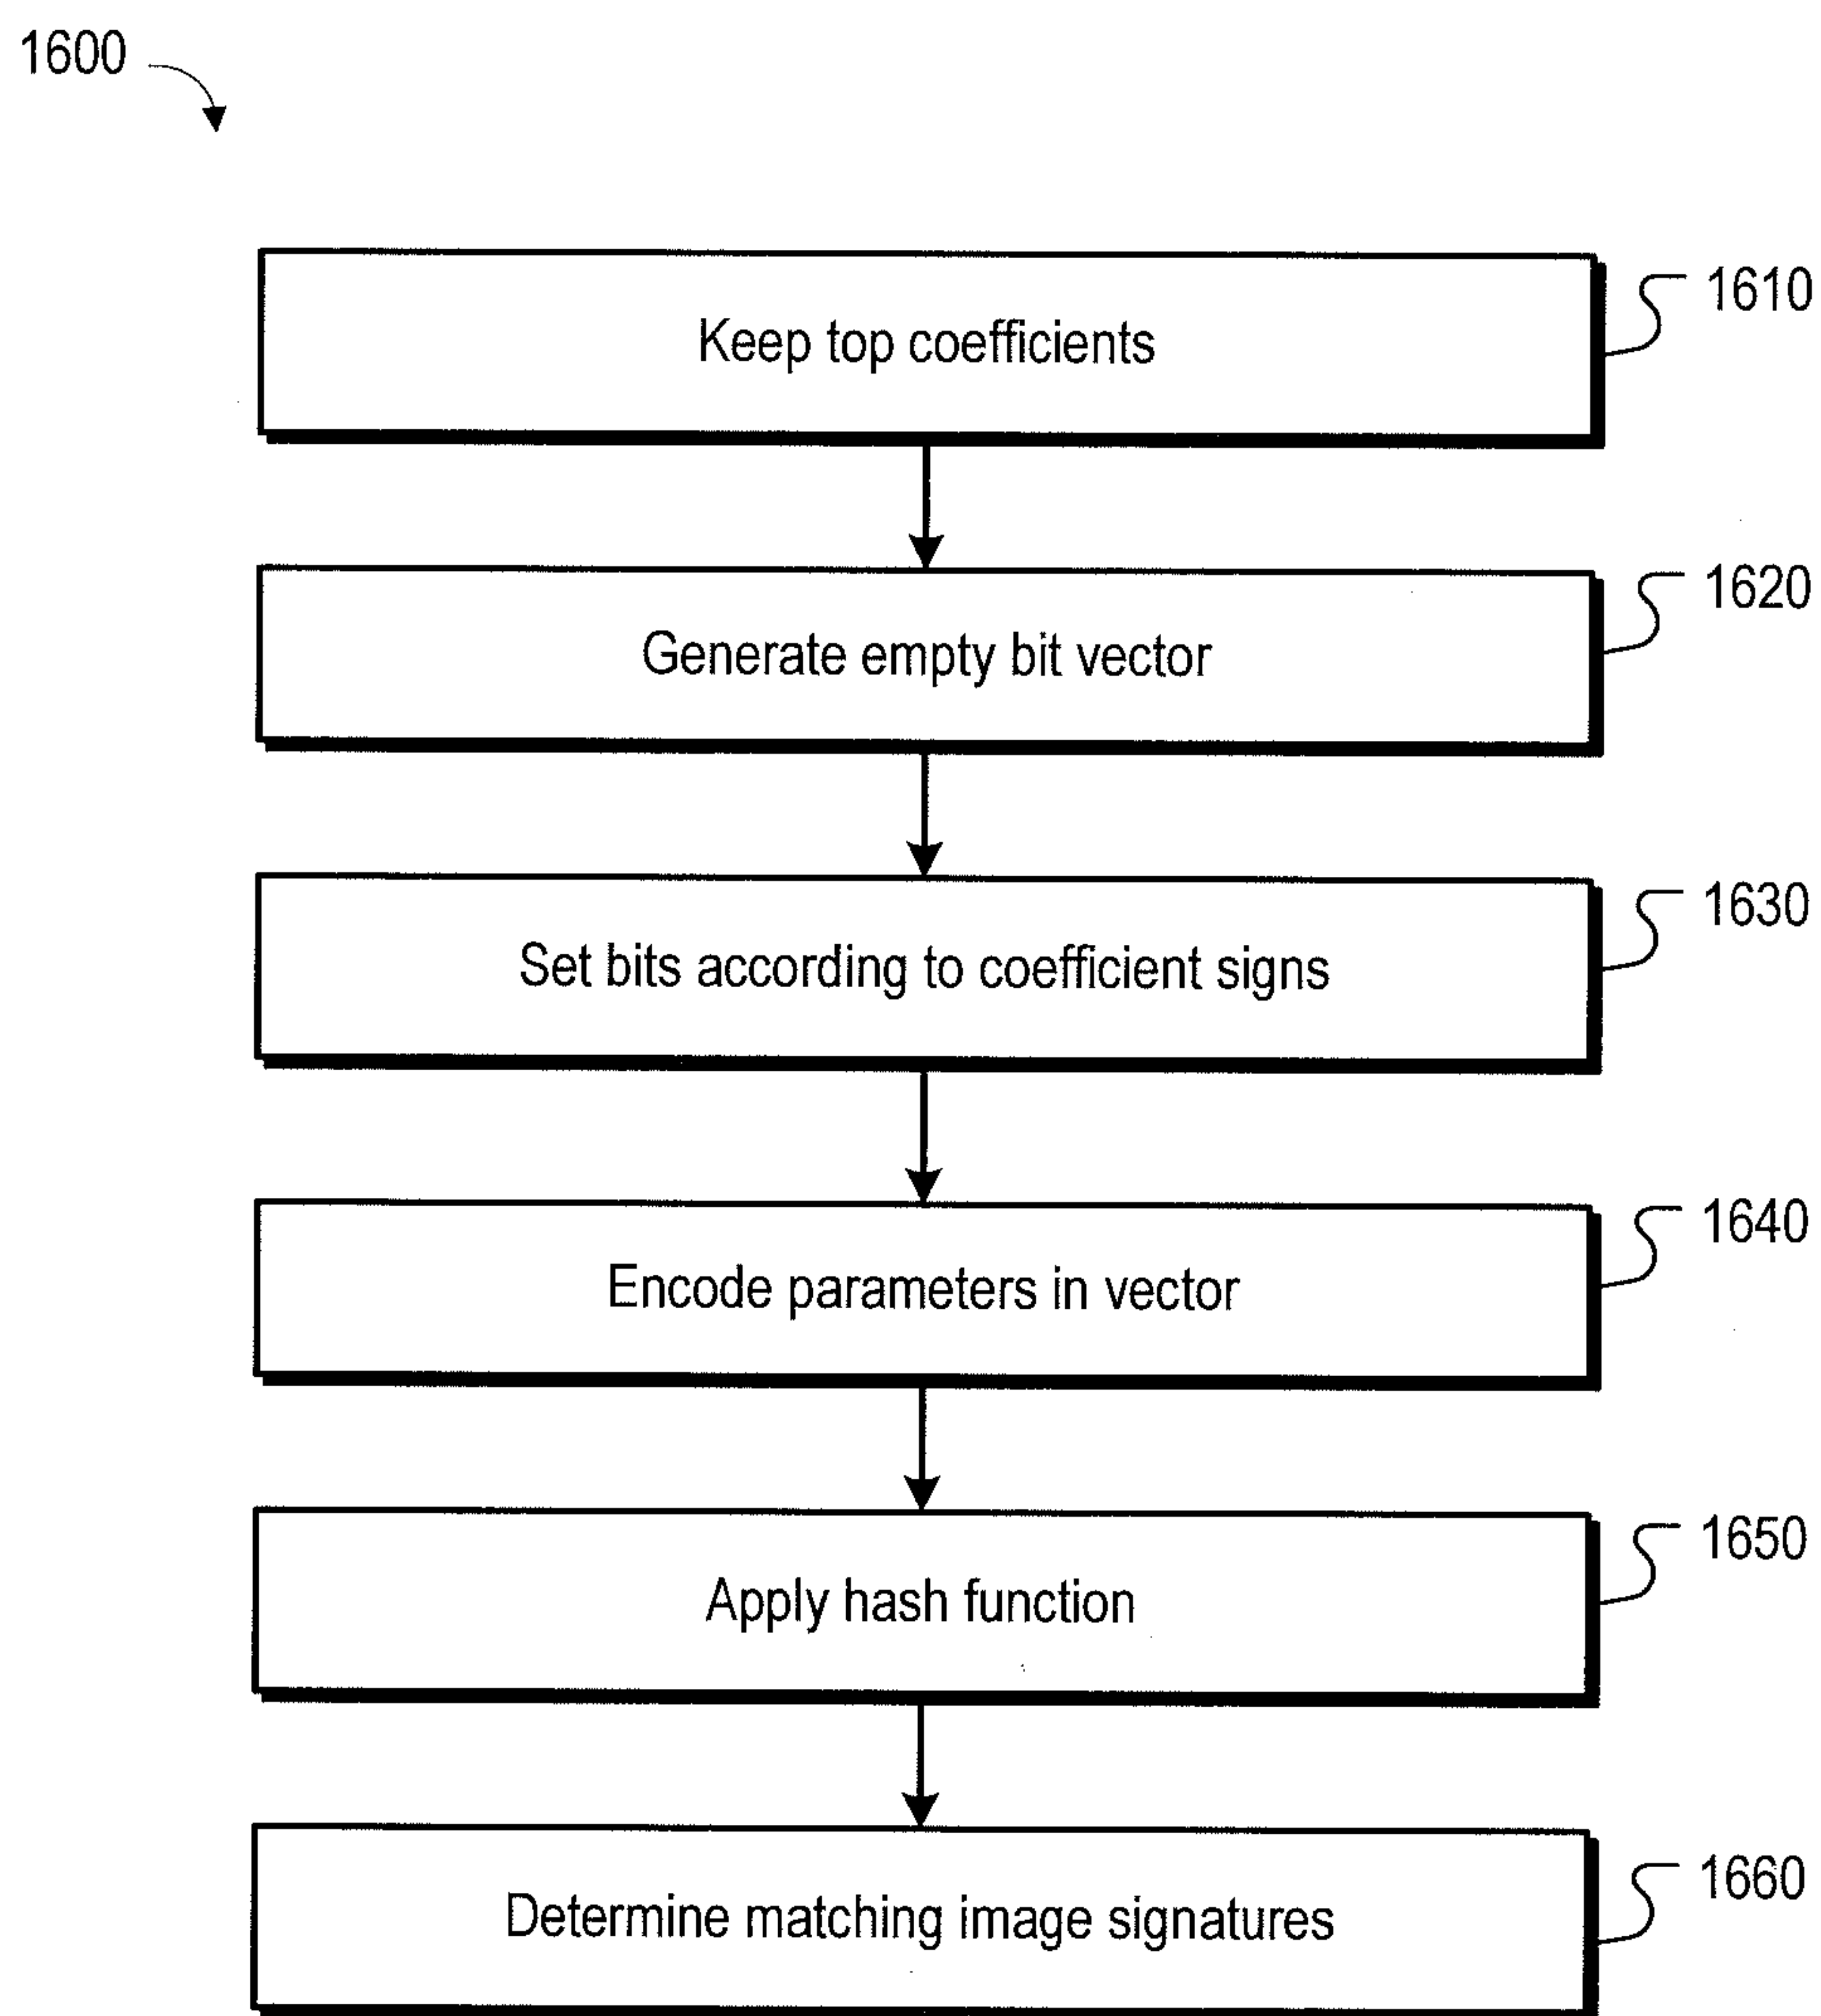 1600
Keep top coefficients
1610
Generate empty bit vector
1620
Set bits according to coefficient signs
1630
Encode parameters in vector
1640
Apply hash function
1650
Determine matching image signatures
1660